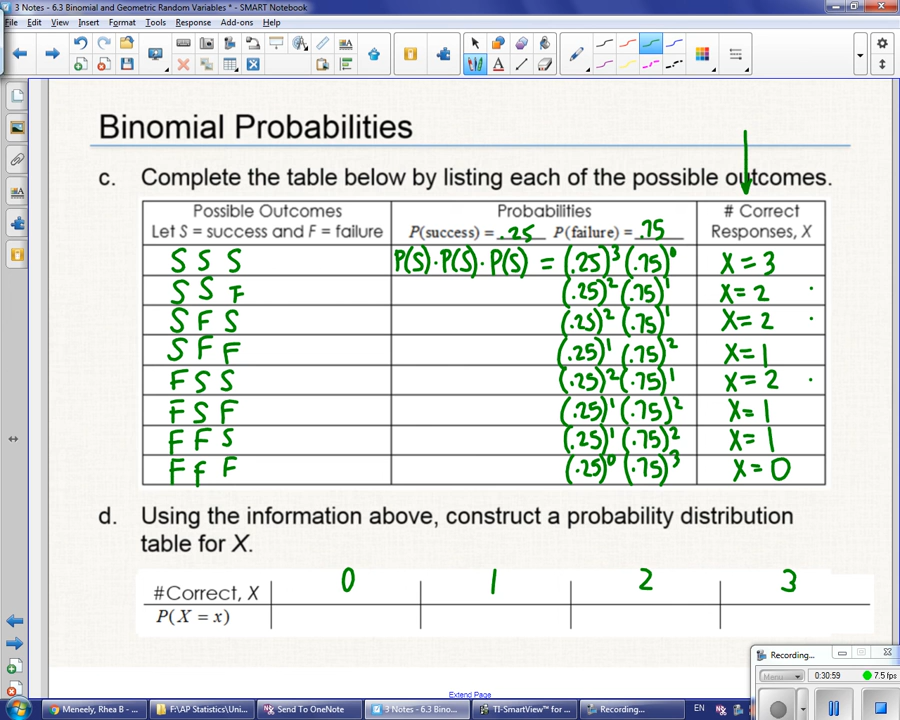 3 Notes - 6.3 Binomial and Geometric Random Variables * - SMART Notebook
File Edit View Insert Format Tools Response Add-ons Help
Binomial Probabilities
c. Complete the table below by listing each of the possible outcomes.
Possible Outcomes Probabilities # Correct
Let S = success and F = failure P(success) = .25 P(failure) = .75 Responses, X
S S S P(S)·P(S)·P(S) = (.25)³(.75)⁰ X = 3
S S F (.25)²(.75)¹ X = 2
S F S (.25)²(.75)¹ X = 2
S F F (.25)¹(.75)² X = 1
F S S (.25)²(.75)¹ X = 2
F S F (.25)¹(.75)² X = 1
F F S (.25)¹(.75)² X = 1
F F F (.25)⁰(.75)³ X = 0
d. Using the information above, construct a probability distribution
table for X.
#Correct, X 0 1 2 3
P(X = x)
Recording...
Menu
0:30:59 7.5 fps
Extend Page
Meneely, Rhea B - ... F:\AP Statistics\Uni... Send To OneNote 3 Notes - 6.3 Bino... TI-SmartView™ for ... Recording... EN